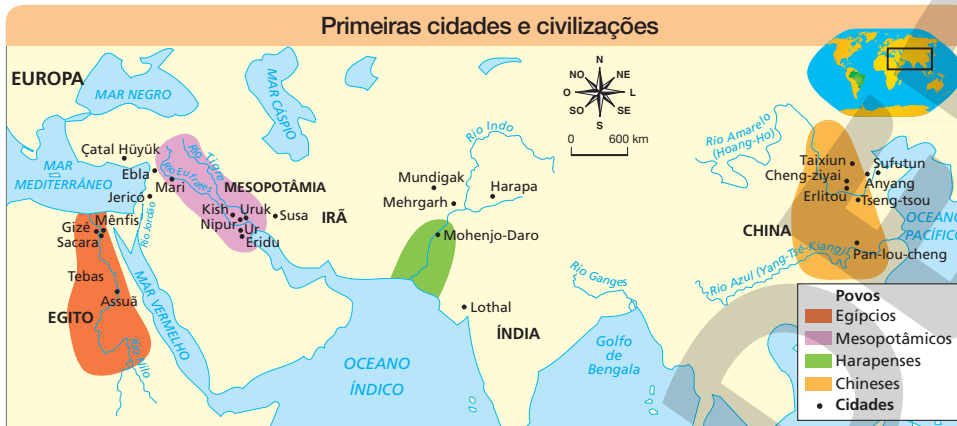 Primeiras cidades e civilizações
EUROPA
MAR NEGRO
MAR CÁSPIO
N
NO
NE
O
L
SO
SE
S
0 600 km
Rio Indo
Rio Amarelo
(Hoang-Ho)
Çatal Hüyük
Rio Tigre
Rio Eufrates
MAR
MEDITERRÂNEO
Ebla
Mari
MESOPOTÂMIA
Jericó
Rio Jordão
Kish
Uruk
Susa
IRÃ
Nipur
Ur
Eridu
Mundigak
Harapa
Mehrgarh
Mohenjo-Daro
Taixiun
Sufutun
Cheng-ziyai
Anyang
Erlitou
Tseng-tsou
OCEANO
PACÍFICO
CHINA
Pan-lou-cheng
Rio Azul (Yang-Tsé-Kiang)
Gizé
Mênfis
Sacara
Tebas
Assuã
EGITO
MAR VERMELHO
Rio Nilo
Rio Ganges
Lothal
ÍNDIA
OCEANO
ÍNDICO
Golfo
de
Bengala
Povos
Egípcios
Mesopotâmicos
Harapenses
Chineses
Cidades